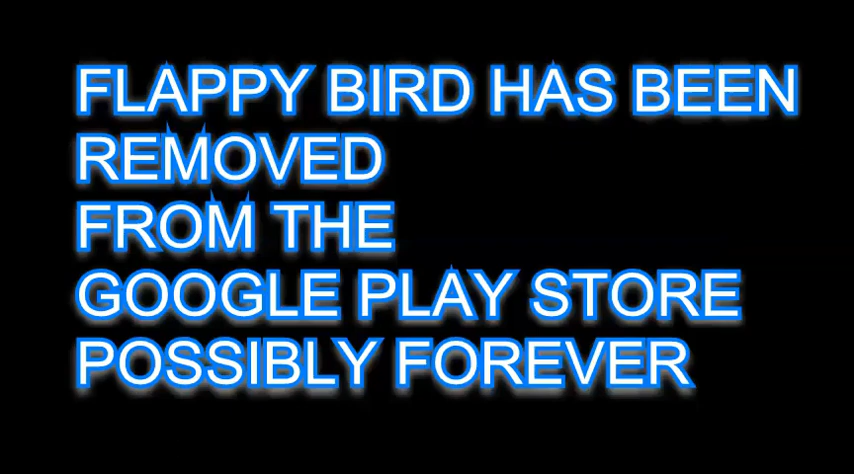 FLAPPY BIRD HAS BEEN
REMOVED
FROM THE
GOOGLE PLAY STORE
POSSIBLY FOREVER